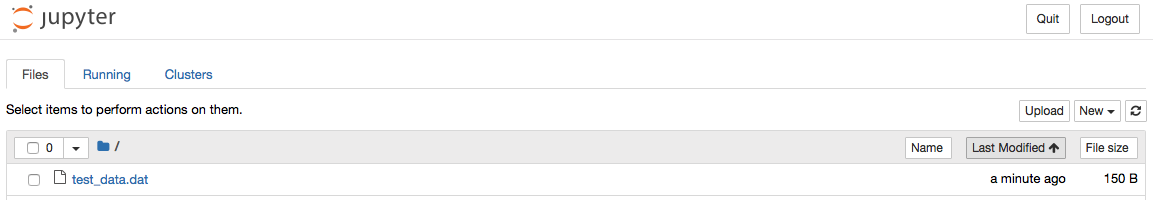 jupyter Quit Logout
Files Running Clusters
Select items to perform actions on them. Upload New
0 / Name Last Modified File size
test_data.dat a minute ago 150 B